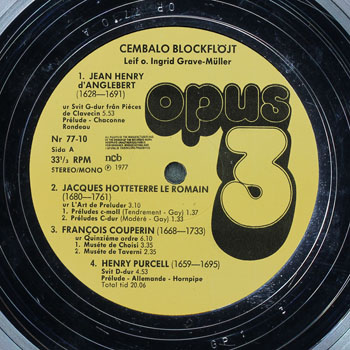 CEMBALO BLOCKFLÖJT
Leif o. Ingrid Grave-Müller
1. JEAN HENRY
d'ANGLEBERT
(1628—1691)
ur Svit G-dur från Piéces
de Clavecin 5.53
Prélude - Chaconne
Rondeau
opus
3
Nr 77-10
Sida A
33⅓ RPM
STEREO/MONO
ncb
℗ 1977
2. JACQUES HOTTETERRE LE ROMAIN
(1680—1761)
ur L'Art de Preluder 3.10
1. Préludes c-moll (Tendrement - Gay) 1.37
2. Préludes C-dur (Modéré - Gay) 1.33
3. FRANÇOIS COUPERIN (1668—1733)
ur Quinzième ordre 6.10
1. Muséte de Choisi 3.35
2. Muséte de Taverni 2.35
4. HENRY PURCELL (1659—1695)
Svit D-dur 4.53
Prélude - Allemande - Hornpipe
Total tid 20.06